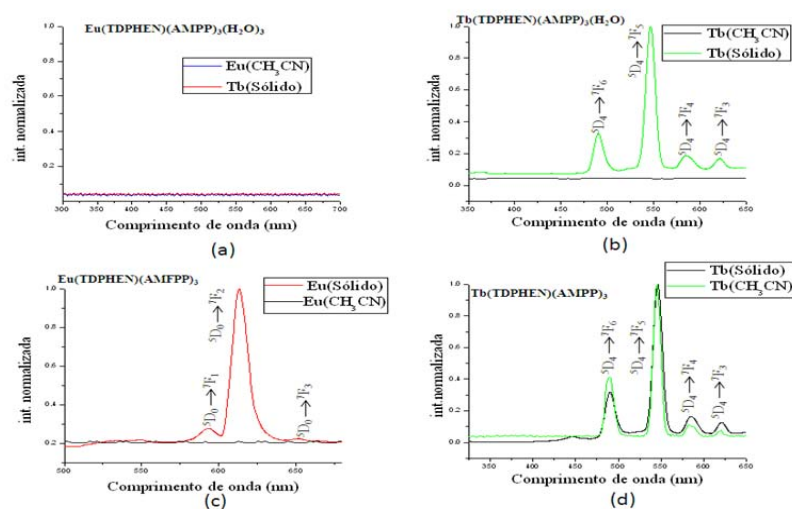 Eu(TDPHEN)(AMPP)₃(H₂O)₃
Eu(CH₃CN)
Tb(Sólido)
int. normalizada
1.0
0.8
0.6
0.4
0.2
300 350 400 450 500 550 600 650 700
Comprimento de onda (nm)
(a)
Tb(TDPHEN)(AMPP)₃(H₂O)
Tb(CH₃CN)
Tb(Sólido)
int. normalizada
1.0
0.8
0.6
0.4
0.2
0.0
⁵D₄→⁷F₆
⁵D₄→⁷F₅
⁵D₄→⁷F₄
⁵D₄→⁷F₃
350 400 450 500 550 600 650
Comprimento de onda (nm)
(b)
Eu(TDPHEN)(AMFPP)₃
Eu(Sólido)
Eu(CH₃CN)
int. normalizada
1.0
0.8
0.6
0.4
0.2
⁵D₀→⁷F₁
⁵D₀→⁷F₂
⁵D₀→⁷F₃
500 550 600 650
Comprimento de onda (nm)
(c)
Tb(TDPHEN)(AMPP)₃
Tb(Sólido)
Tb(CH₃CN)
int. normalizada
1.0
0.8
0.6
0.4
0.2
0.0
⁵D₄→⁷F₆
⁵D₄→⁷F₅
⁵D₄→⁷F₄
⁵D₄→⁷F₃
350 400 450 500 550 600 650
Comprimento de onda (nm)
(d)